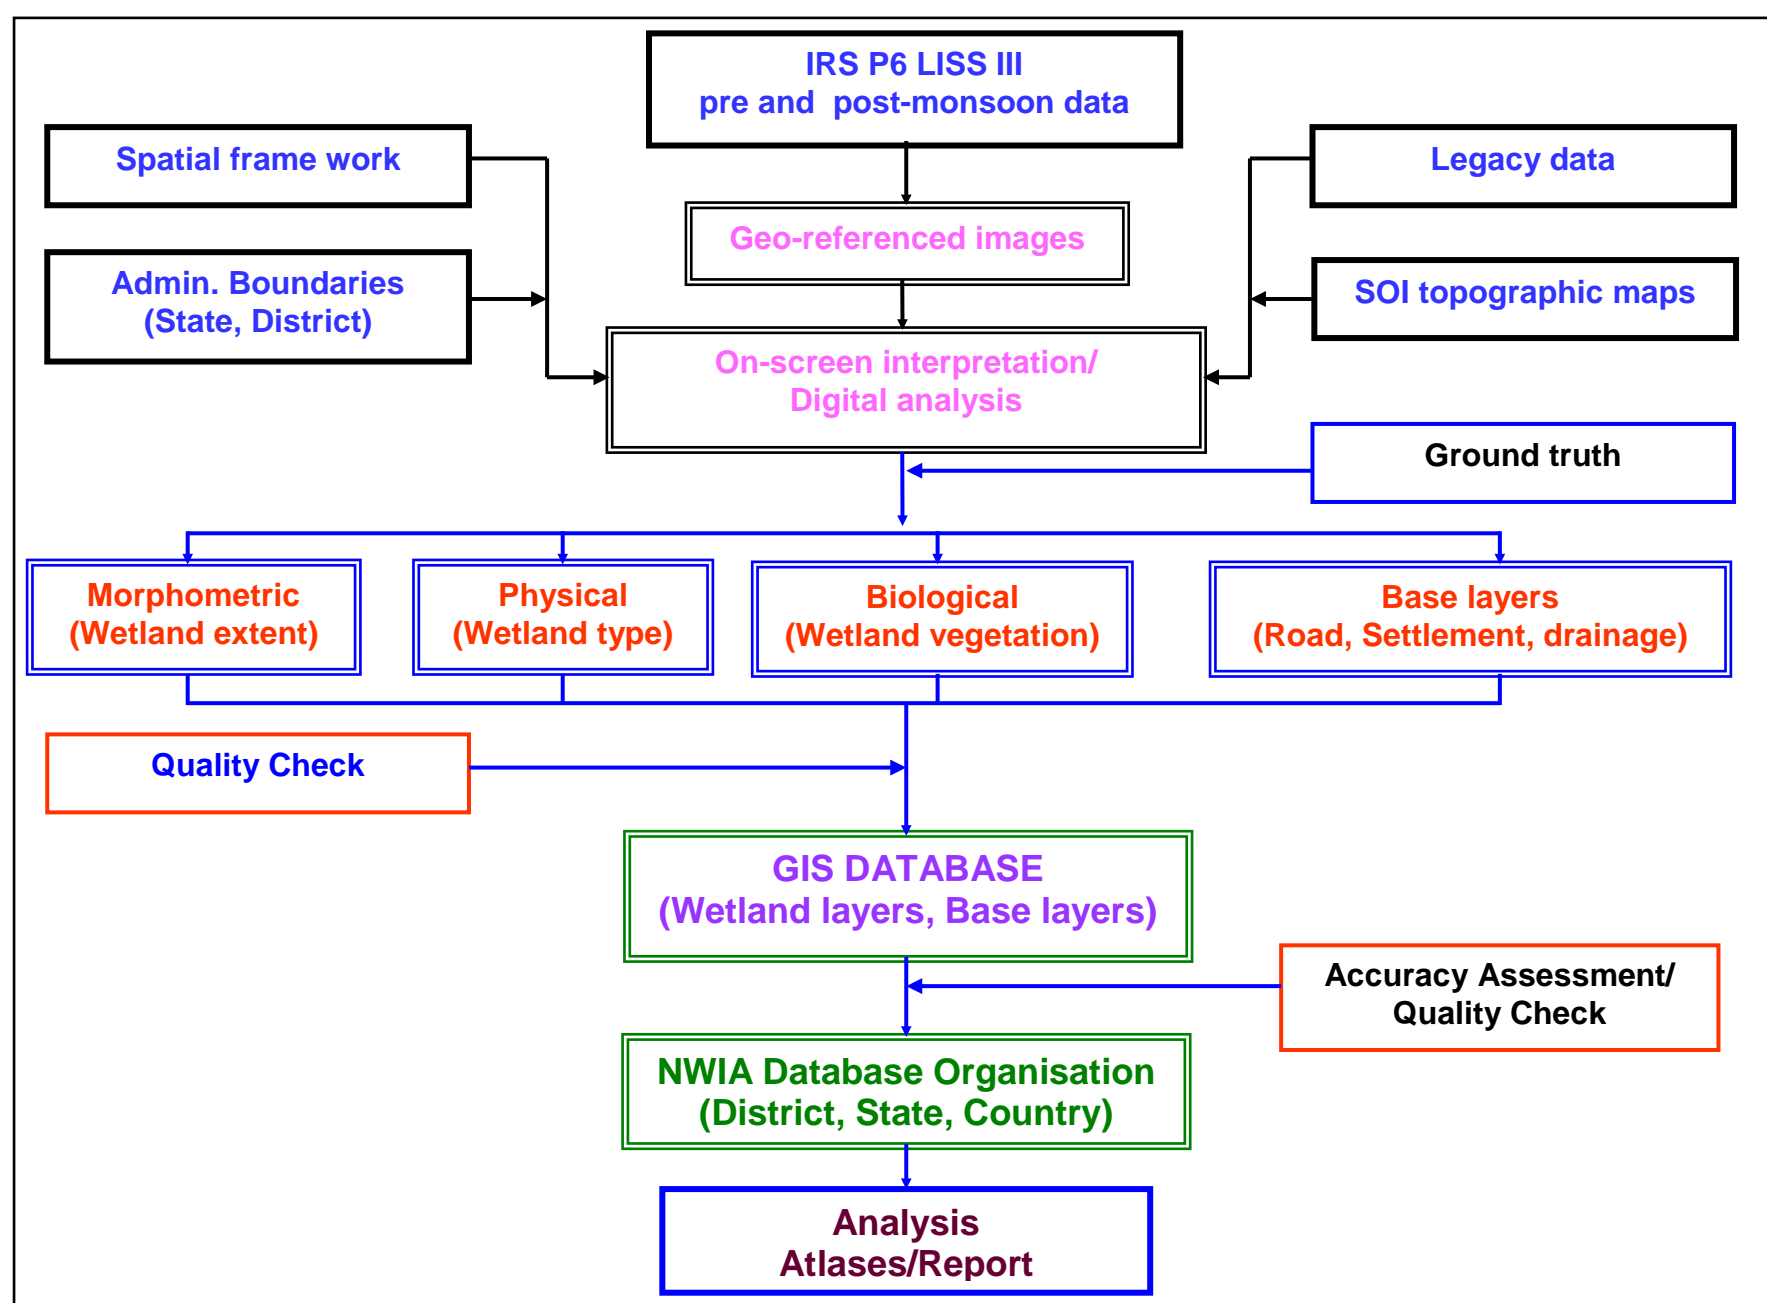 IRS P6 LISS III
pre and post-monsoon data
Spatial frame work
Legacy data
Geo-referenced images
Admin. Boundaries
(State, District)
SOI topographic maps
On-screen interpretation/
Digital analysis
Ground truth
Morphometric
(Wetland extent)
Physical
(Wetland type)
Biological
(Wetland vegetation)
Base layers
(Road, Settlement, drainage)
Quality Check
GIS DATABASE
(Wetland layers, Base layers)
Accuracy Assessment/
Quality Check
NWIA Database Organisation
(District, State, Country)
Analysis
Atlases/Report